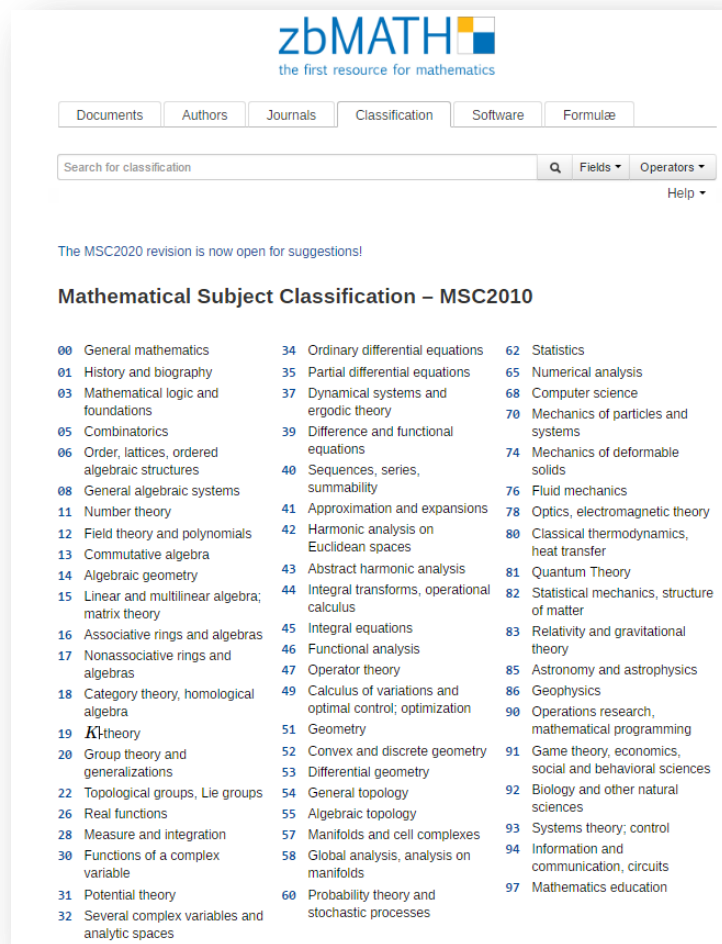 zbMATH
the first resource for mathematics
Documents Authors Journals Classification Software Formulæ
Search for classification Fields Operators
Help
The MSC2020 revision is now open for suggestions!
Mathematical Subject Classification – MSC2010
00 General mathematics
01 History and biography
03 Mathematical logic and
foundations
05 Combinatorics
06 Order, lattices, ordered
algebraic structures
08 General algebraic systems
11 Number theory
12 Field theory and polynomials
13 Commutative algebra
14 Algebraic geometry
15 Linear and multilinear algebra;
matrix theory
16 Associative rings and algebras
17 Nonassociative rings and
algebras
18 Category theory, homological
algebra
19 K-theory
20 Group theory and
generalizations
22 Topological groups, Lie groups
26 Real functions
28 Measure and integration
30 Functions of a complex
variable
31 Potential theory
32 Several complex variables and
analytic spaces
34 Ordinary differential equations
35 Partial differential equations
37 Dynamical systems and
ergodic theory
39 Difference and functional
equations
40 Sequences, series,
summability
41 Approximation and expansions
42 Harmonic analysis on
Euclidean spaces
43 Abstract harmonic analysis
44 Integral transforms, operational
calculus
45 Integral equations
46 Functional analysis
47 Operator theory
49 Calculus of variations and
optimal control; optimization
51 Geometry
52 Convex and discrete geometry
53 Differential geometry
54 General topology
55 Algebraic topology
57 Manifolds and cell complexes
58 Global analysis, analysis on
manifolds
60 Probability theory and
stochastic processes
62 Statistics
65 Numerical analysis
68 Computer science
70 Mechanics of particles and
systems
74 Mechanics of deformable
solids
76 Fluid mechanics
78 Optics, electromagnetic theory
80 Classical thermodynamics,
heat transfer
81 Quantum Theory
82 Statistical mechanics, structure
of matter
83 Relativity and gravitational
theory
85 Astronomy and astrophysics
86 Geophysics
90 Operations research,
mathematical programming
91 Game theory, economics,
social and behavioral sciences
92 Biology and other natural
sciences
93 Systems theory; control
94 Information and
communication, circuits
97 Mathematics education